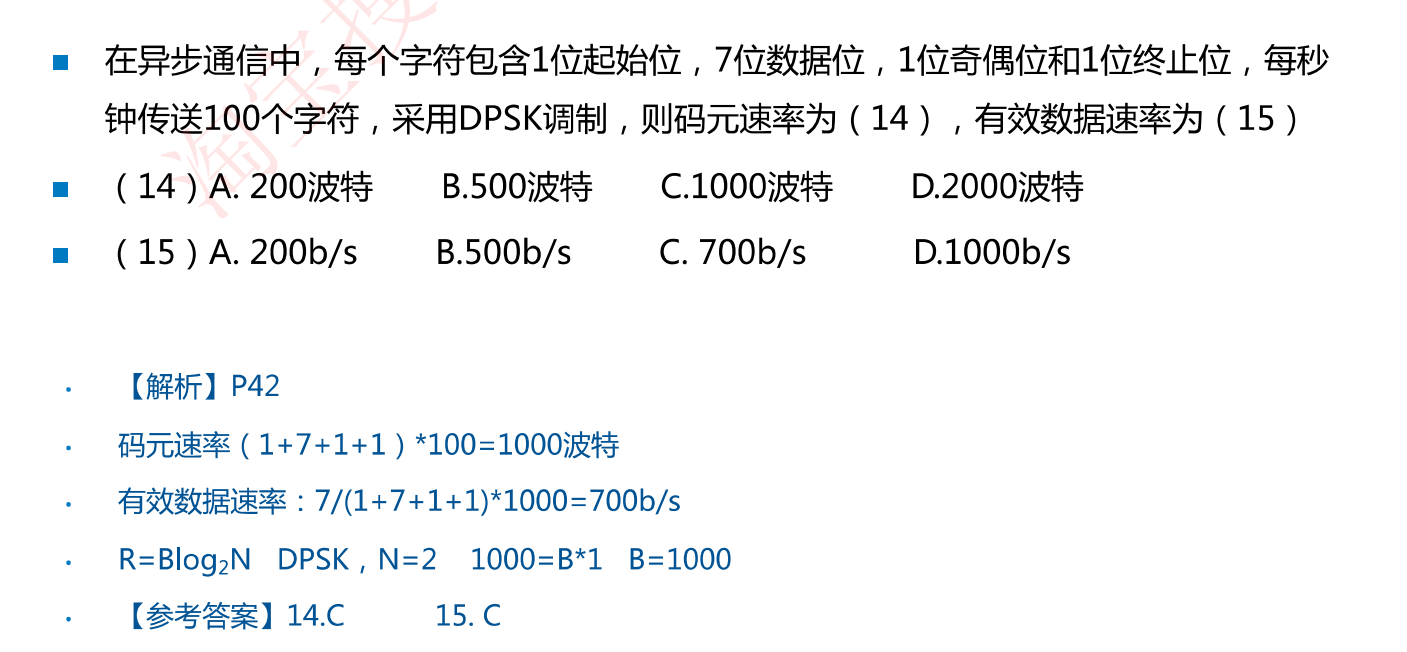 淘宝搜
■ 在异步通信中，每个字符包含1位起始位，7位数据位，1位奇偶位和1位终止位，每秒
钟传送100个字符，采用DPSK调制，则码元速率为（14），有效数据速率为（15）
■ （14）A. 200波特 B.500波特 C.1000波特 D.2000波特
■ （15）A. 200b/s B.500b/s C. 700b/s D.1000b/s
• 【解析】P42
• 码元速率（1+7+1+1）*100=1000波特
• 有效数据速率：7/(1+7+1+1)*1000=700b/s
• R=Blog₂N DPSK，N=2 1000=B*1 B=1000
• 【参考答案】14.C 15. C